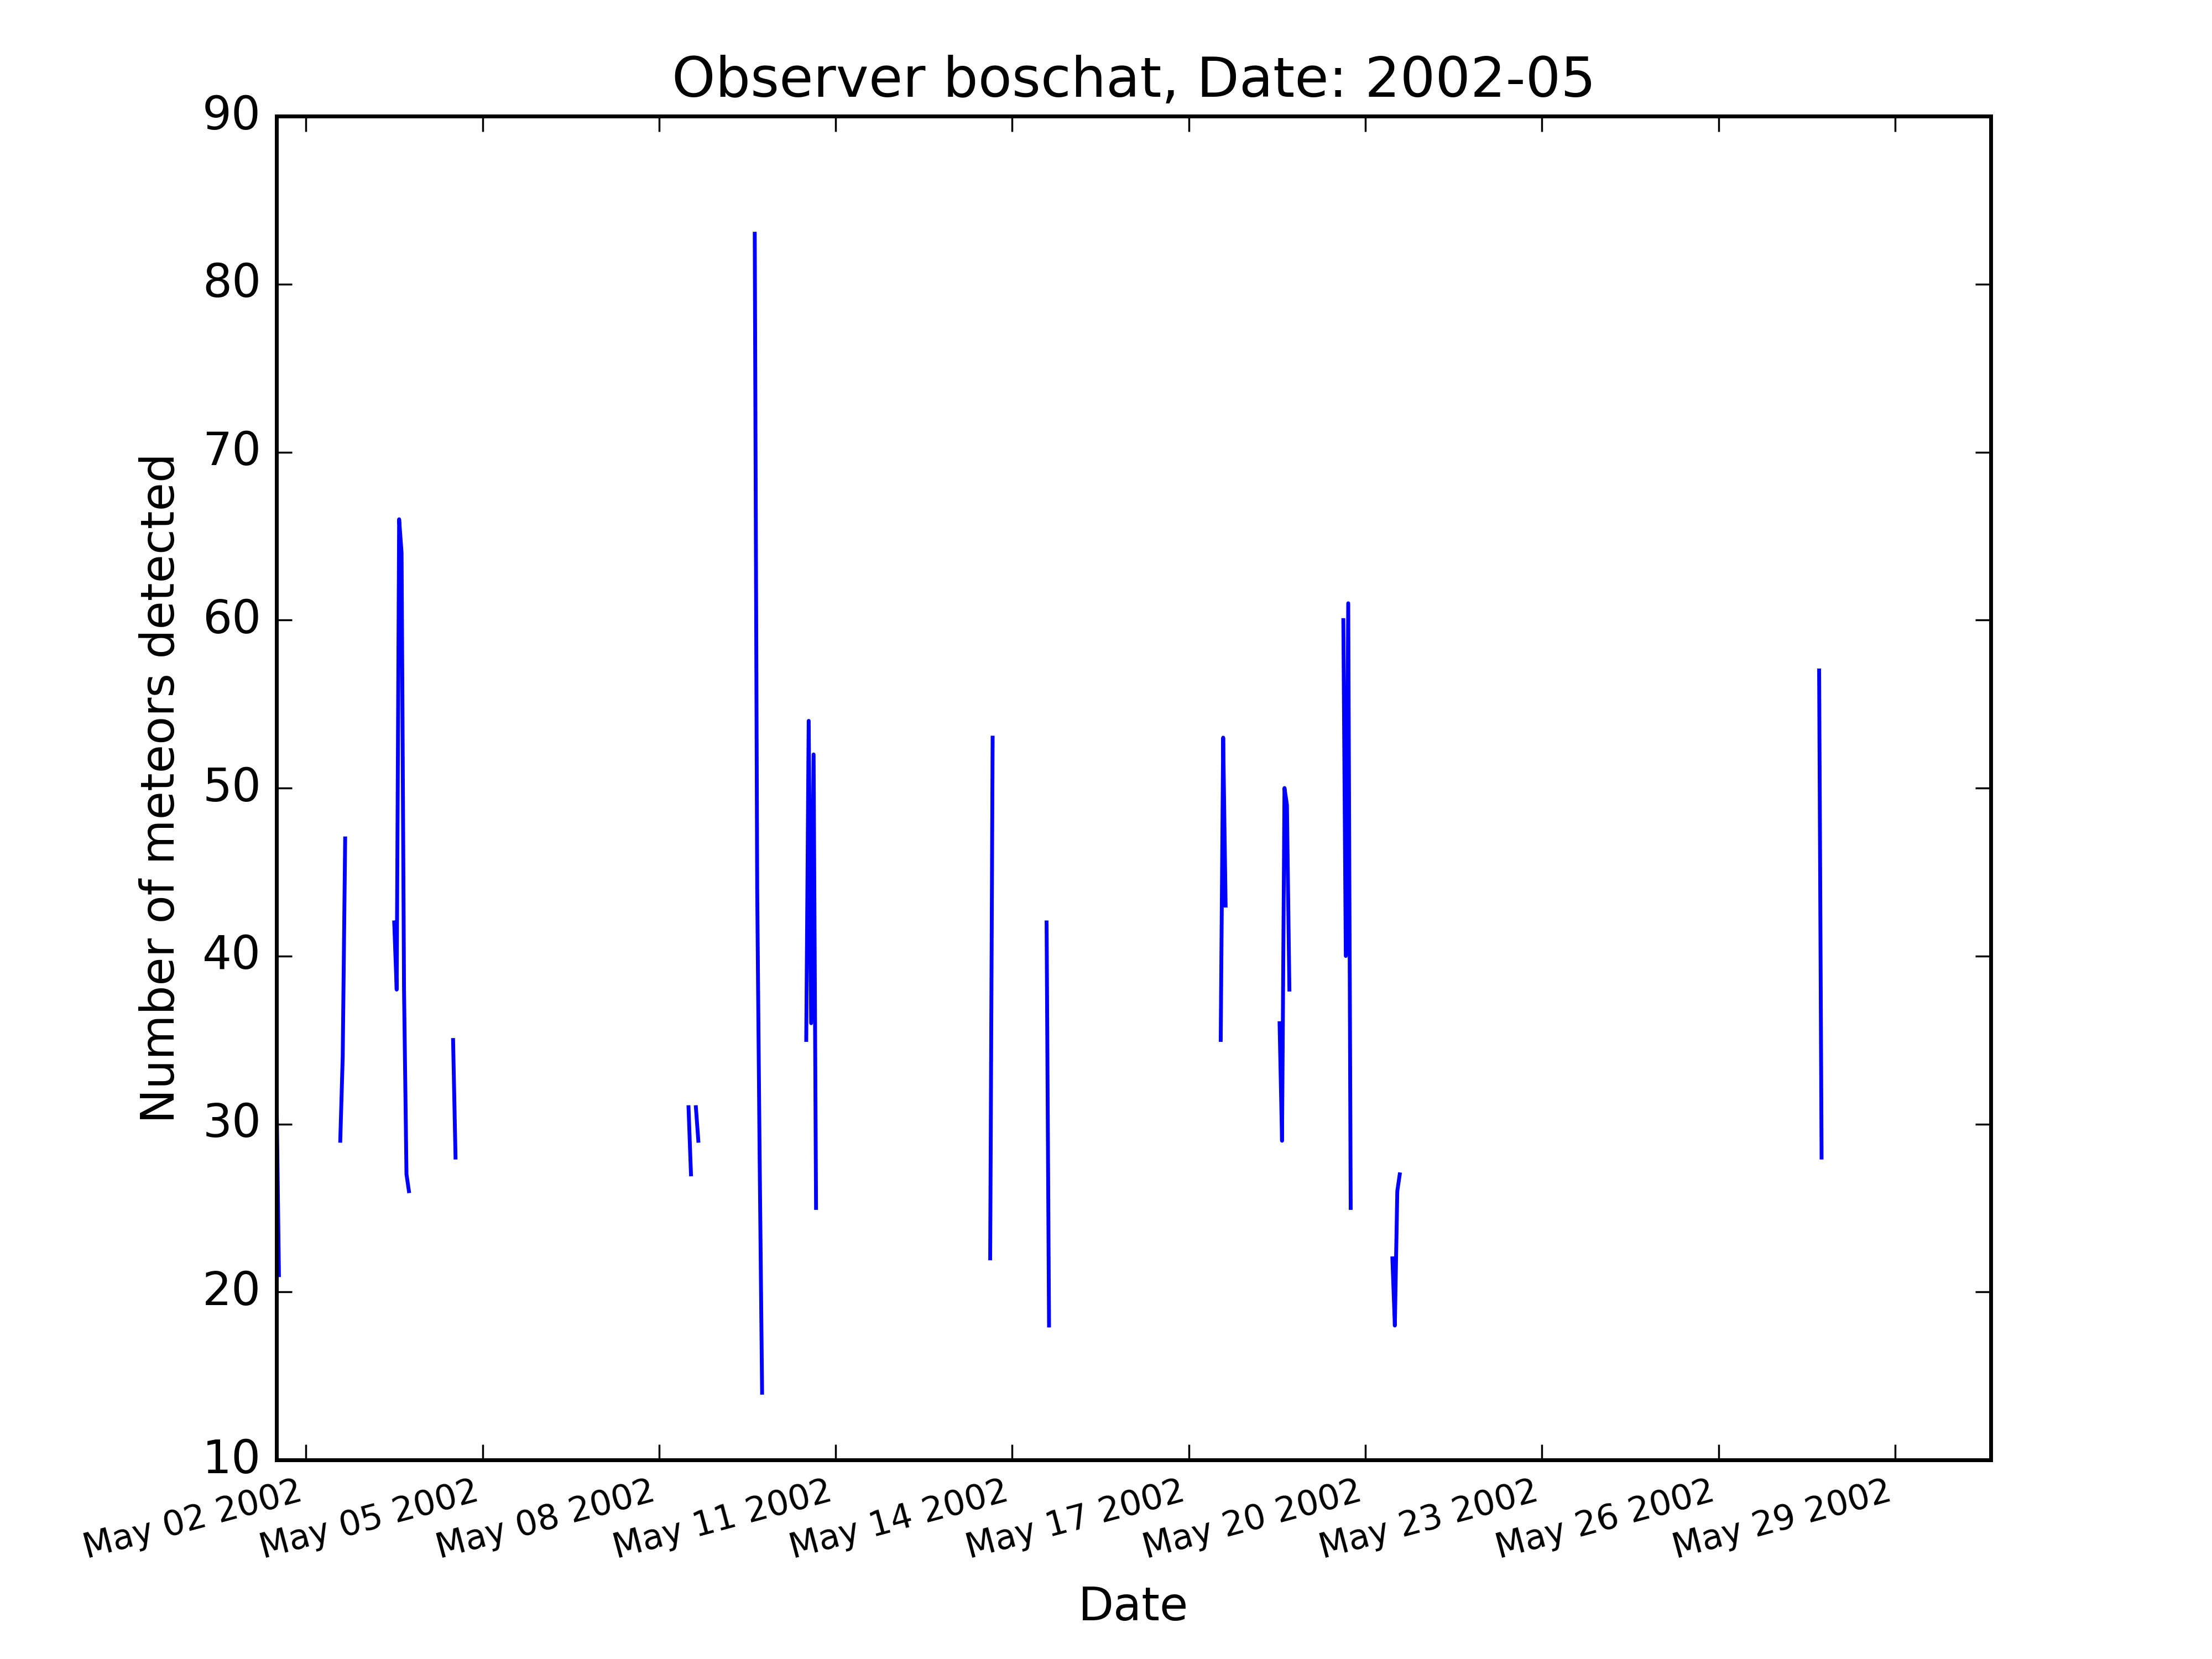 Observer boschat, Date: 2002-05
90
80
70
60
50
40
30
20
10
Number of meteors detected
May 02 2002
May 05 2002
May 08 2002
May 11 2002
May 14 2002
May 17 2002
May 20 2002
May 23 2002
May 26 2002
May 29 2002
Date